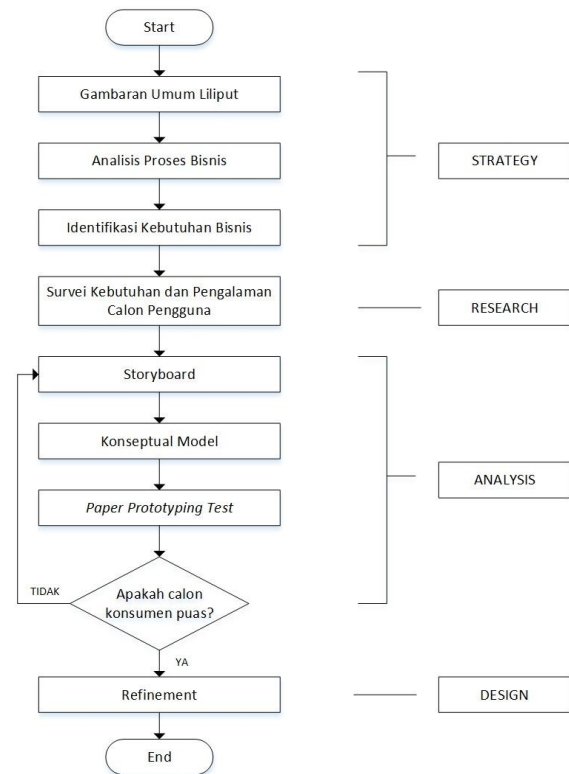 Start
Gambaran Umum Liliput
Analisis Proses Bisnis
STRATEGY
Identifikasi Kebutuhan Bisnis
Survei Kebutuhan dan Pengalaman
Calon Pengguna
RESEARCH
Storyboard
Konseptual Model
ANALYSIS
Paper Prototyping Test
TIDAK
Apakah calon
konsumen puas?
YA
Refinement
DESIGN
End